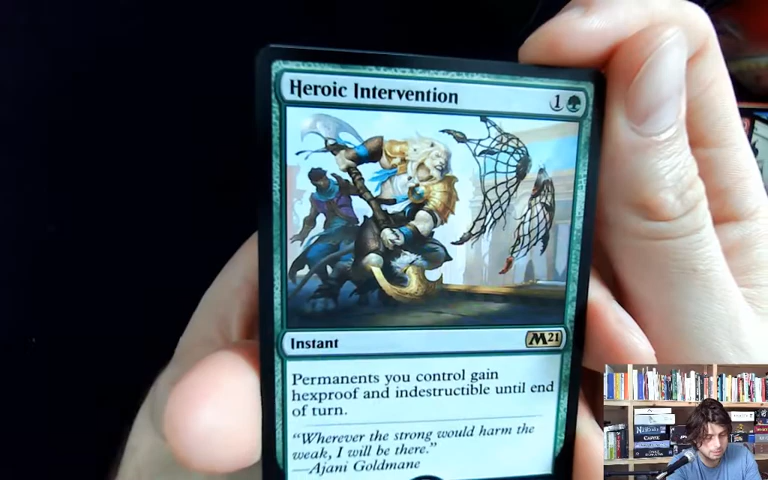 Heroic Intervention 1
Instant M21
Permanents you control gain
hexproof and indestructible until end
of turn.
"Wherever the strong would harm the
weak, I will be there."
—Ajani Goldmane